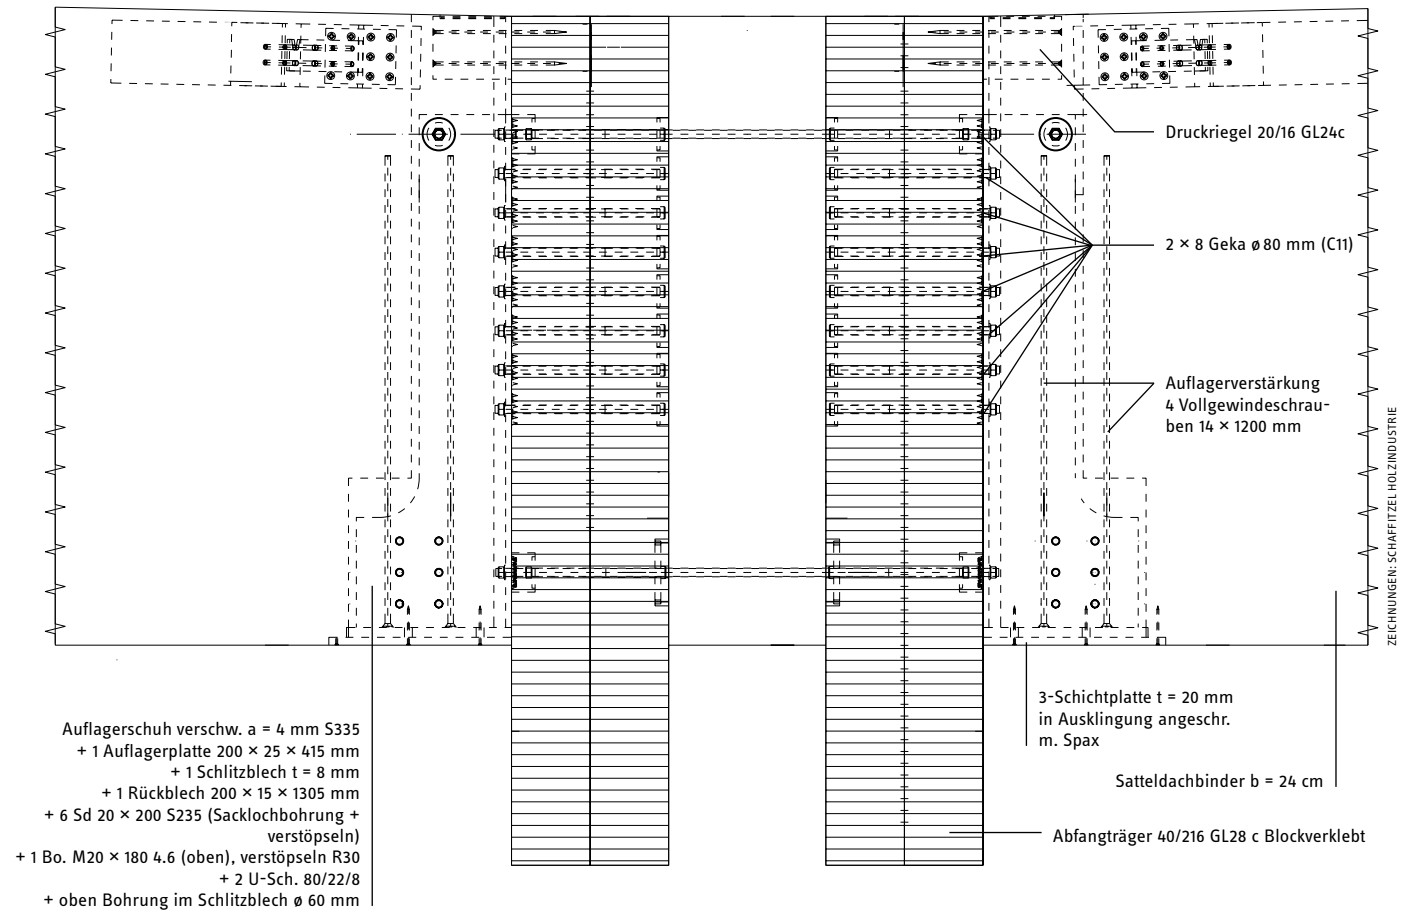 Druckriegel 20/16 GL24c
2 × 8 Geka ø 80 mm (C11)
Auflagerverstärkung
4 Vollgewindeschrau-
ben 14 × 1200 mm
ZEICHNUNGEN: SCHAFFITZEL HOLZINDUSTRIE
3-Schichtplatte t = 20 mm
in Ausklingung angeschr.
m. Spax
Satteldachbinder b = 24 cm
Abfangträger 40/216 GL28 c Blockverklebt
Auflagerschuh verschw. a = 4 mm S335
+ 1 Auflagerplatte 200 × 25 × 415 mm
+ 1 Schlitzblech t = 8 mm
+ 1 Rückblech 200 × 15 × 1305 mm
+ 6 Sd 20 × 200 S235 (Sacklochbohrung +
verstöpseln)
+ 1 Bo. M20 × 180 4.6 (oben), verstöpseln R30
+ 2 U-Sch. 80/22/8
+ oben Bohrung im Schlitzblech ø 60 mm